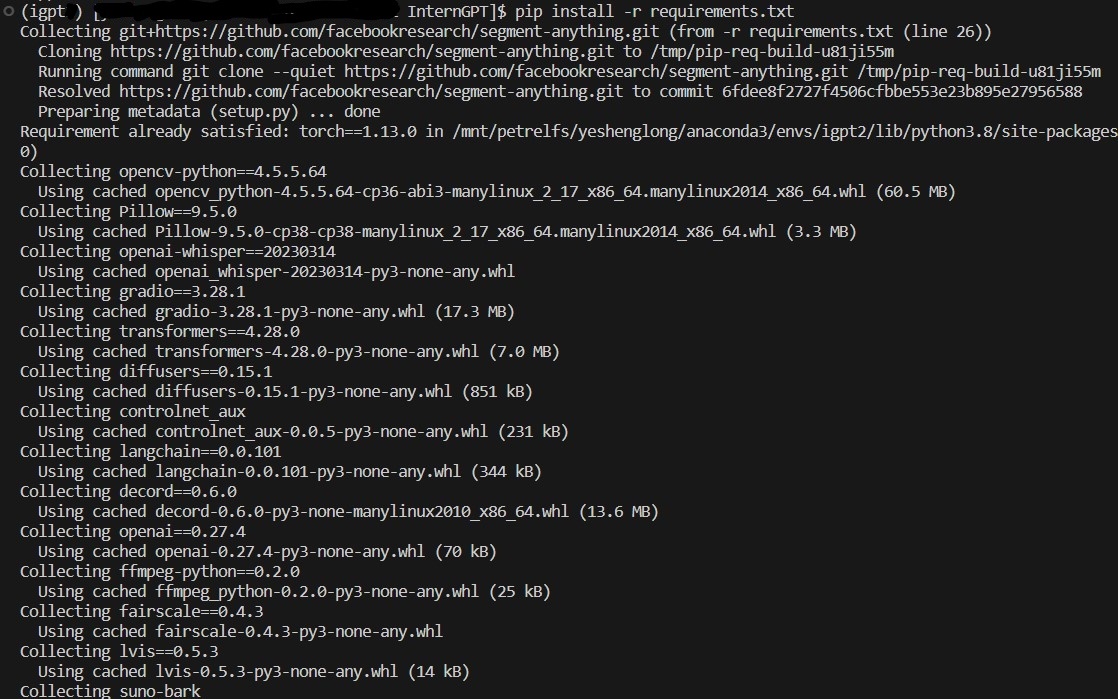 (igpt ) [ InternGPT]$ pip install -r requirements.txt
Collecting git+https://github.com/facebookresearch/segment-anything.git (from -r requirements.txt (line 26))
  Cloning https://github.com/facebookresearch/segment-anything.git to /tmp/pip-req-build-u81ji55m
  Running command git clone --quiet https://github.com/facebookresearch/segment-anything.git /tmp/pip-req-build-u81ji55m
  Resolved https://github.com/facebookresearch/segment-anything.git to commit 6fdee8f2727f4506cfbbe553e23b895e27956588
  Preparing metadata (setup.py) ... done
Requirement already satisfied: torch==1.13.0 in /mnt/petrelfs/yeshenglong/anaconda3/envs/igpt2/lib/python3.8/site-packages
0)
Collecting opencv-python==4.5.5.64
  Using cached opencv_python-4.5.5.64-cp36-abi3-manylinux_2_17_x86_64.manylinux2014_x86_64.whl (60.5 MB)
Collecting Pillow==9.5.0
  Using cached Pillow-9.5.0-cp38-cp38-manylinux_2_17_x86_64.manylinux2014_x86_64.whl (3.3 MB)
Collecting openai-whisper==20230314
  Using cached openai_whisper-20230314-py3-none-any.whl
Collecting gradio==3.28.1
  Using cached gradio-3.28.1-py3-none-any.whl (17.3 MB)
Collecting transformers==4.28.0
  Using cached transformers-4.28.0-py3-none-any.whl (7.0 MB)
Collecting diffusers==0.15.1
  Using cached diffusers-0.15.1-py3-none-any.whl (851 kB)
Collecting controlnet_aux
  Using cached controlnet_aux-0.0.5-py3-none-any.whl (231 kB)
Collecting langchain==0.0.101
  Using cached langchain-0.0.101-py3-none-any.whl (344 kB)
Collecting decord==0.6.0
  Using cached decord-0.6.0-py3-none-manylinux2010_x86_64.whl (13.6 MB)
Collecting openai==0.27.4
  Using cached openai-0.27.4-py3-none-any.whl (70 kB)
Collecting ffmpeg-python==0.2.0
  Using cached ffmpeg_python-0.2.0-py3-none-any.whl (25 kB)
Collecting fairscale==0.4.3
  Using cached fairscale-0.4.3-py3-none-any.whl
Collecting lvis==0.5.3
  Using cached lvis-0.5.3-py3-none-any.whl (14 kB)
Collecting suno-bark